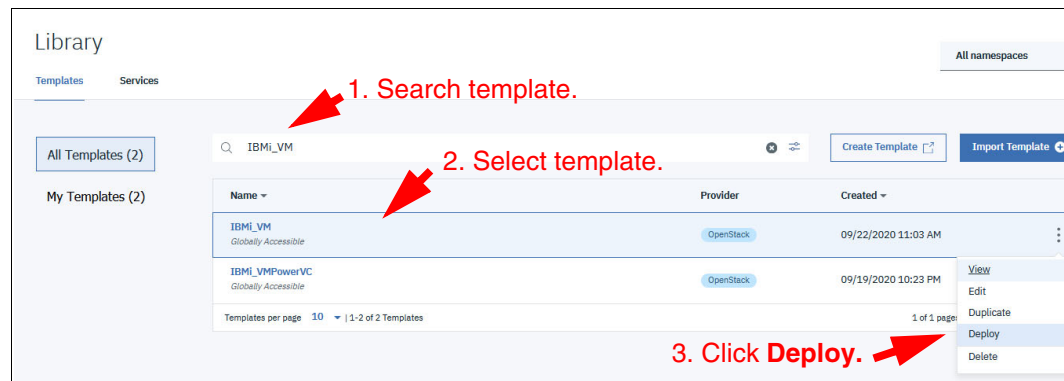 Library
All namespaces
Templates Services
1. Search template.
All Templates (2)
IBMi_VM
Create Template
Import Template
2. Select template.
My Templates (2)
Name Provider Created
IBMi_VM OpenStack 09/22/2020 11:03 AM
Globally Accessible
View
IBMi_VMPowerVC OpenStack 09/19/2020 10:23 PM
Globally Accessible
Edit
Duplicate
Templates per page 10 | 1-2 of 2 Templates 1 of 1 pages
Deploy
3. Click Deploy.
Delete